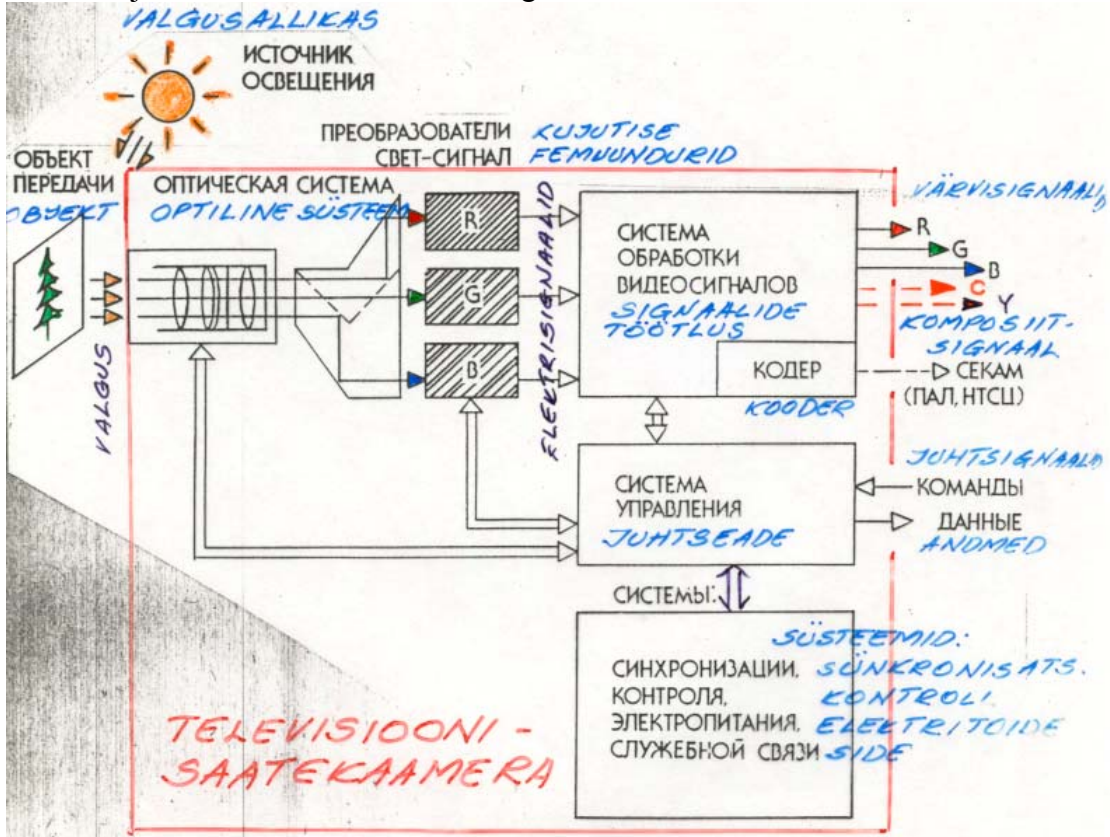 VALGUSALLIKAS
ИСТОЧНИК
ОСВЕЩЕНИЯ
ПРЕОБРАЗОВАТЕЛИ
СВЕТ-СИГНАЛ
KUJUTISE
FEMUUNDURID
ОБЪЕКТ
ПЕРЕДАЧИ
OBJEKT
ОПТИЧЕСКАЯ СИСТЕМА
OPTILINE SÜSTEEM
VALGUS
R
G
B
ELEKTRISIGNAALID
СИСТЕМА
ОБРАБОТКИ
ВИДЕОСИГНАЛОВ
SIGNAALIDE
TÖÖTLUS
КОДЕР
KOODER
VÄRVISIGNAALID
R
G
B
C
Y
KOMPOSIIT-
SIGNAAL
СЕКАМ
(ПАЛ, НТСЦ)
СИСТЕМА
УПРАВЛЕНИЯ
JUHTSEADE
JUHTSIGNAALID
КОМАНДЫ
ДАННЫЕ
ANDMED
СИСТЕМЫ:
SÜSTEEMID:
СИНХРОНИЗАЦИИ, SÜNKRONISATS.
КОНТРОЛЯ, KONTROLI
ЭЛЕКТРОПИТАНИЯ, ELEKTRITOIDE
СЛУЖЕБНОЙ СВЯЗИ SIDE
TELEVISIOONI-
SAATEKAAMERA